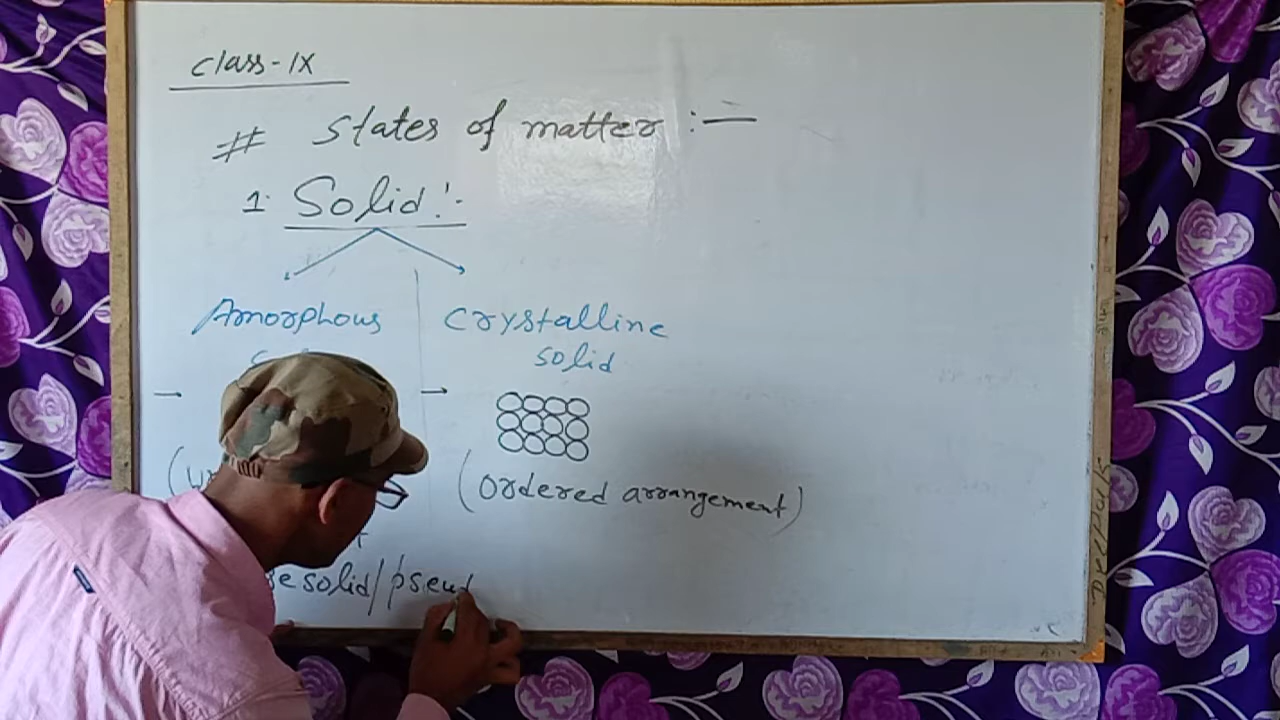 class-IX
# States of matter :-
1. Solid :-
Amorphous
crystalline
solid
→
→
(ordered arrangement)
solid/pseud